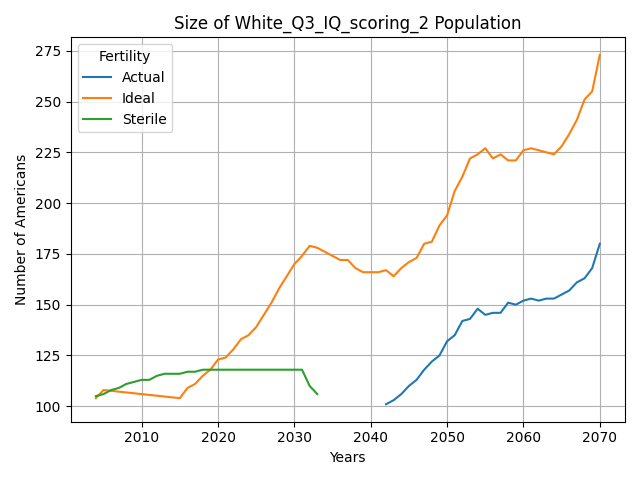 Size of White_Q3_IQ_scoring_2 Population
Fertility
Actual
Ideal
Sterile
Number of Americans
275
250
225
200
175
150
125
100
2010 2020 2030 2040 2050 2060 2070
Years